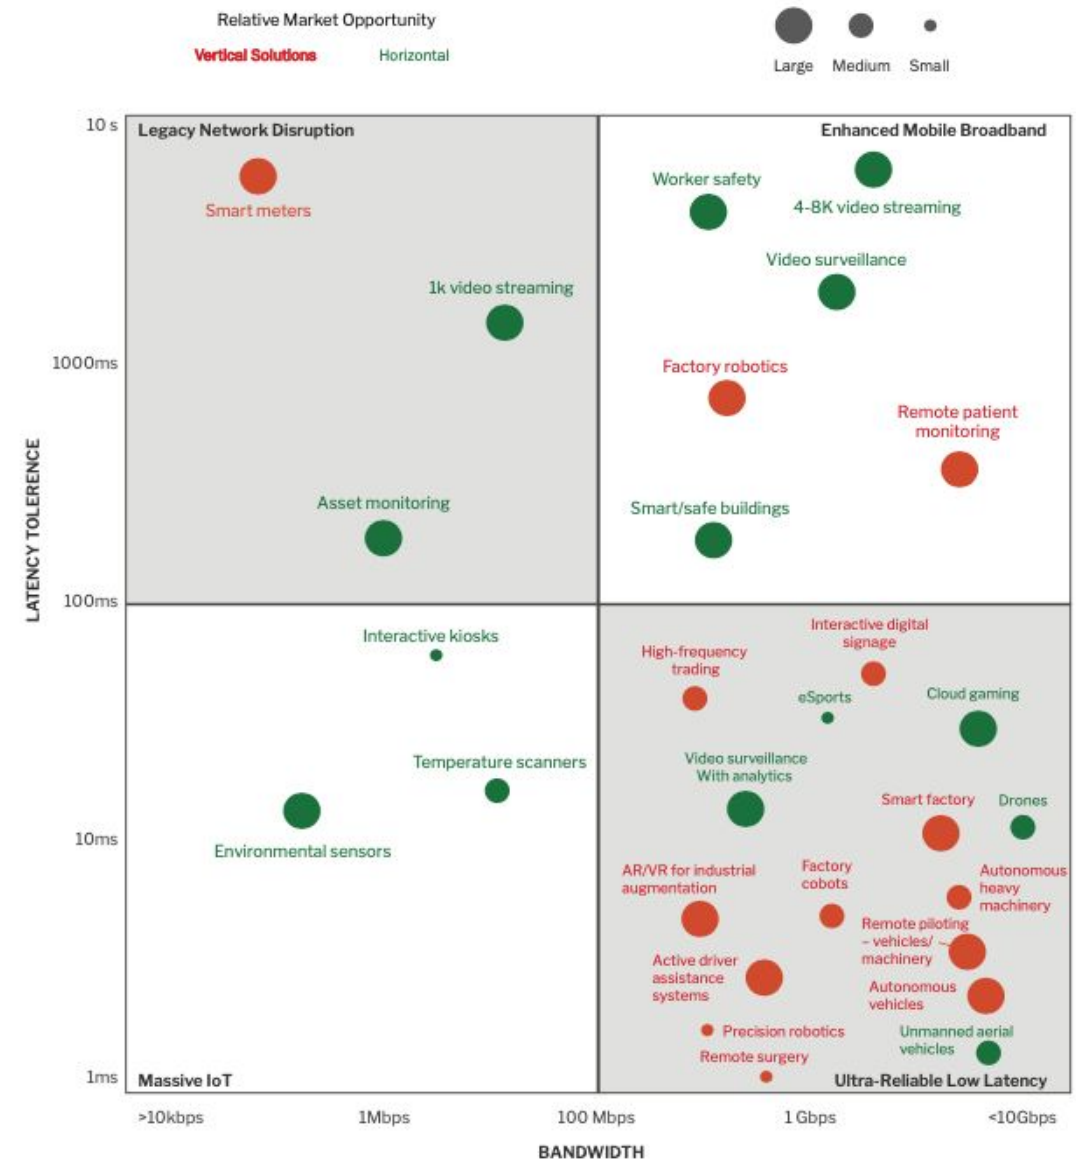 Relative Market Opportunity
Vertical Solutions
Horizontal
Large
Medium
Small
LATENCY TOLERENCE
10 s
1000ms
100ms
10ms
1ms
Legacy Network Disruption
Smart meters
1k video streaming
Asset monitoring
Enhanced Mobile Broadband
Worker safety
4-8K video streaming
Video surveillance
Factory robotics
Remote patient
monitoring
Smart/safe buildings
Interactive kiosks
Temperature scanners
Environmental sensors
Massive IoT
Interactive digital
signage
High-frequency
trading
eSports
Cloud gaming
Video surveillance
With analytics
Smart factory
Drones
AR/VR for industrial
augmentation
Factory
cobots
Autonomous
heavy
machinery
Remote piloting
– vehicles/
machinery
Active driver
assistance
systems
Autonomous
vehicles
Precision robotics
Unmanned aerial
vehicles
Remote surgery
Ultra-Reliable Low Latency
>10kbps
1Mbps
100 Mbps
1 Gbps
<10Gbps
BANDWIDTH